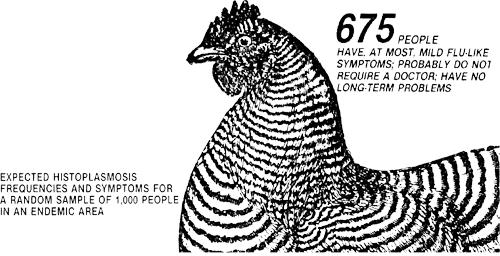 675 PEOPLE
HAVE, AT MOST, MILD FLU-LIKE
SYMPTOMS; PROBABLY DO NOT
REQUIRE A DOCTOR; HAVE NO
LONG-TERM PROBLEMS
EXPECTED HISTOPLASMOSIS
FREQUENCIES AND SYMPTOMS FOR
A RANDOM SAMPLE OF 1,000 PEOPLE
IN AN ENDEMIC AREA